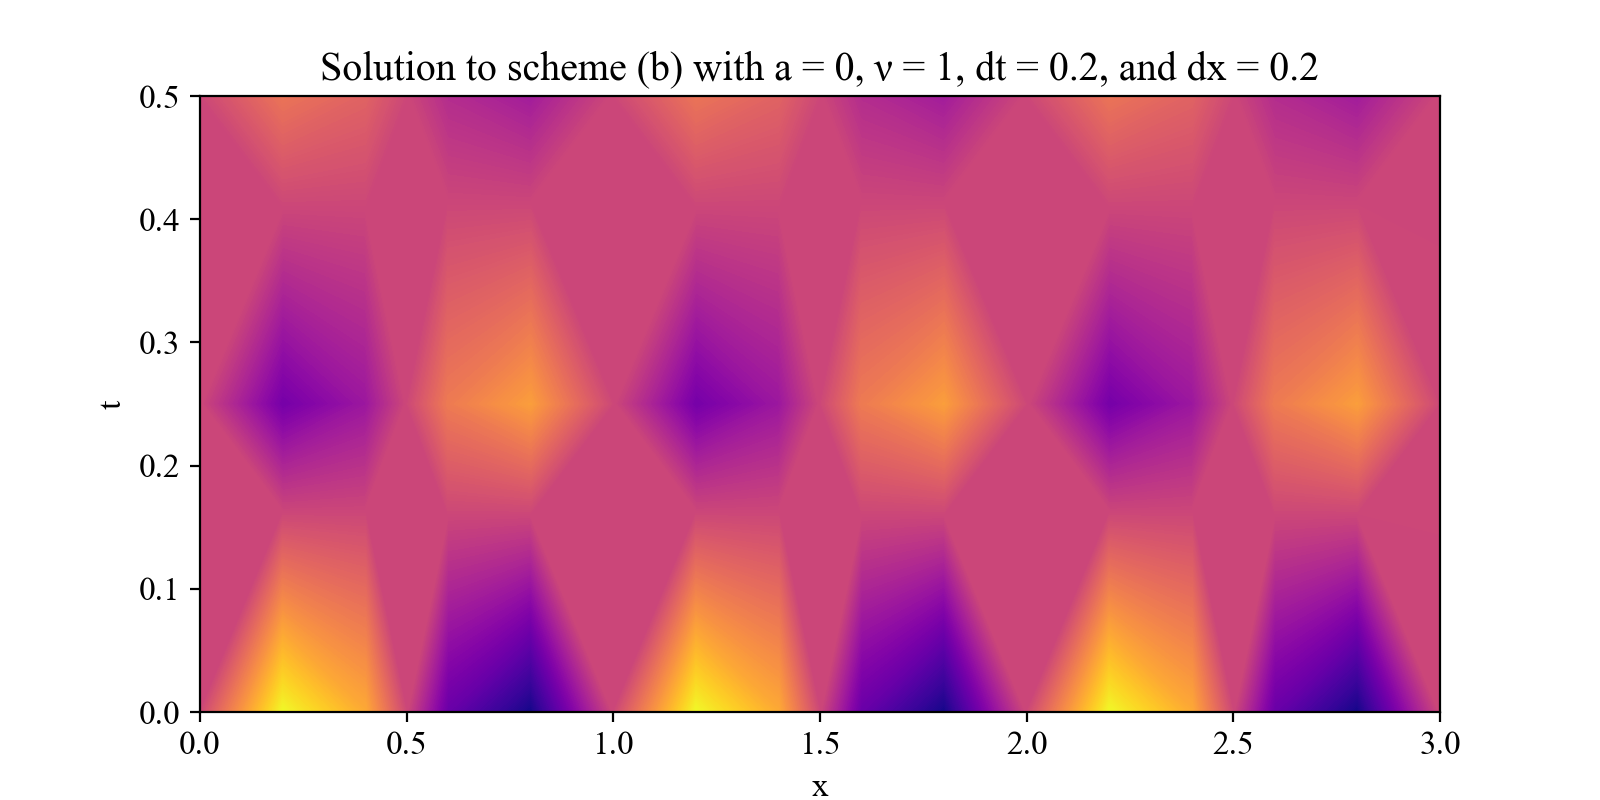 Solution to scheme (b) with a = 0, ν = 1, dt = 0.2, and dx = 0.2
0.5
0.4
0.3
t
0.2
0.1
0.0
0.0 0.5 1.0 1.5 2.0 2.5 3.0
x